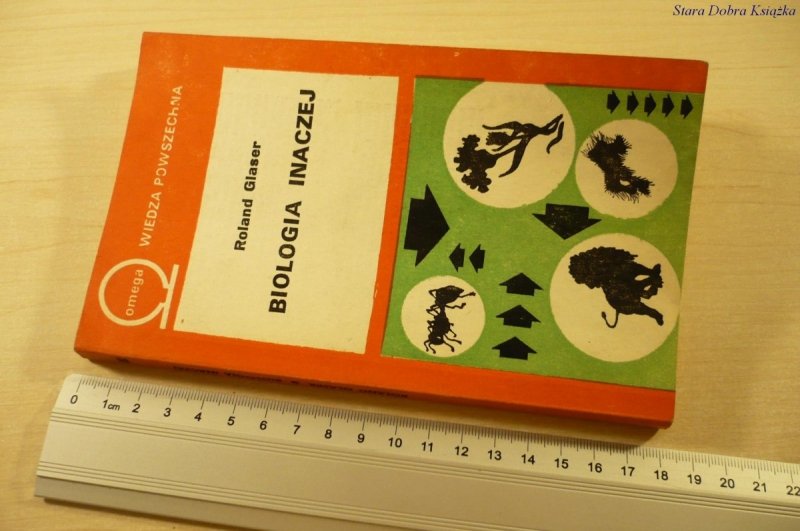 Stara Dobra Książka
WIEDZA POWSZECHNA
omega
Roland Glaser
BIOLOGIA INACZEJ
0 1cm 2 3 4 5 6 7 8 9 10 11 12 13 14 15 16 17 18 19 20 21 22